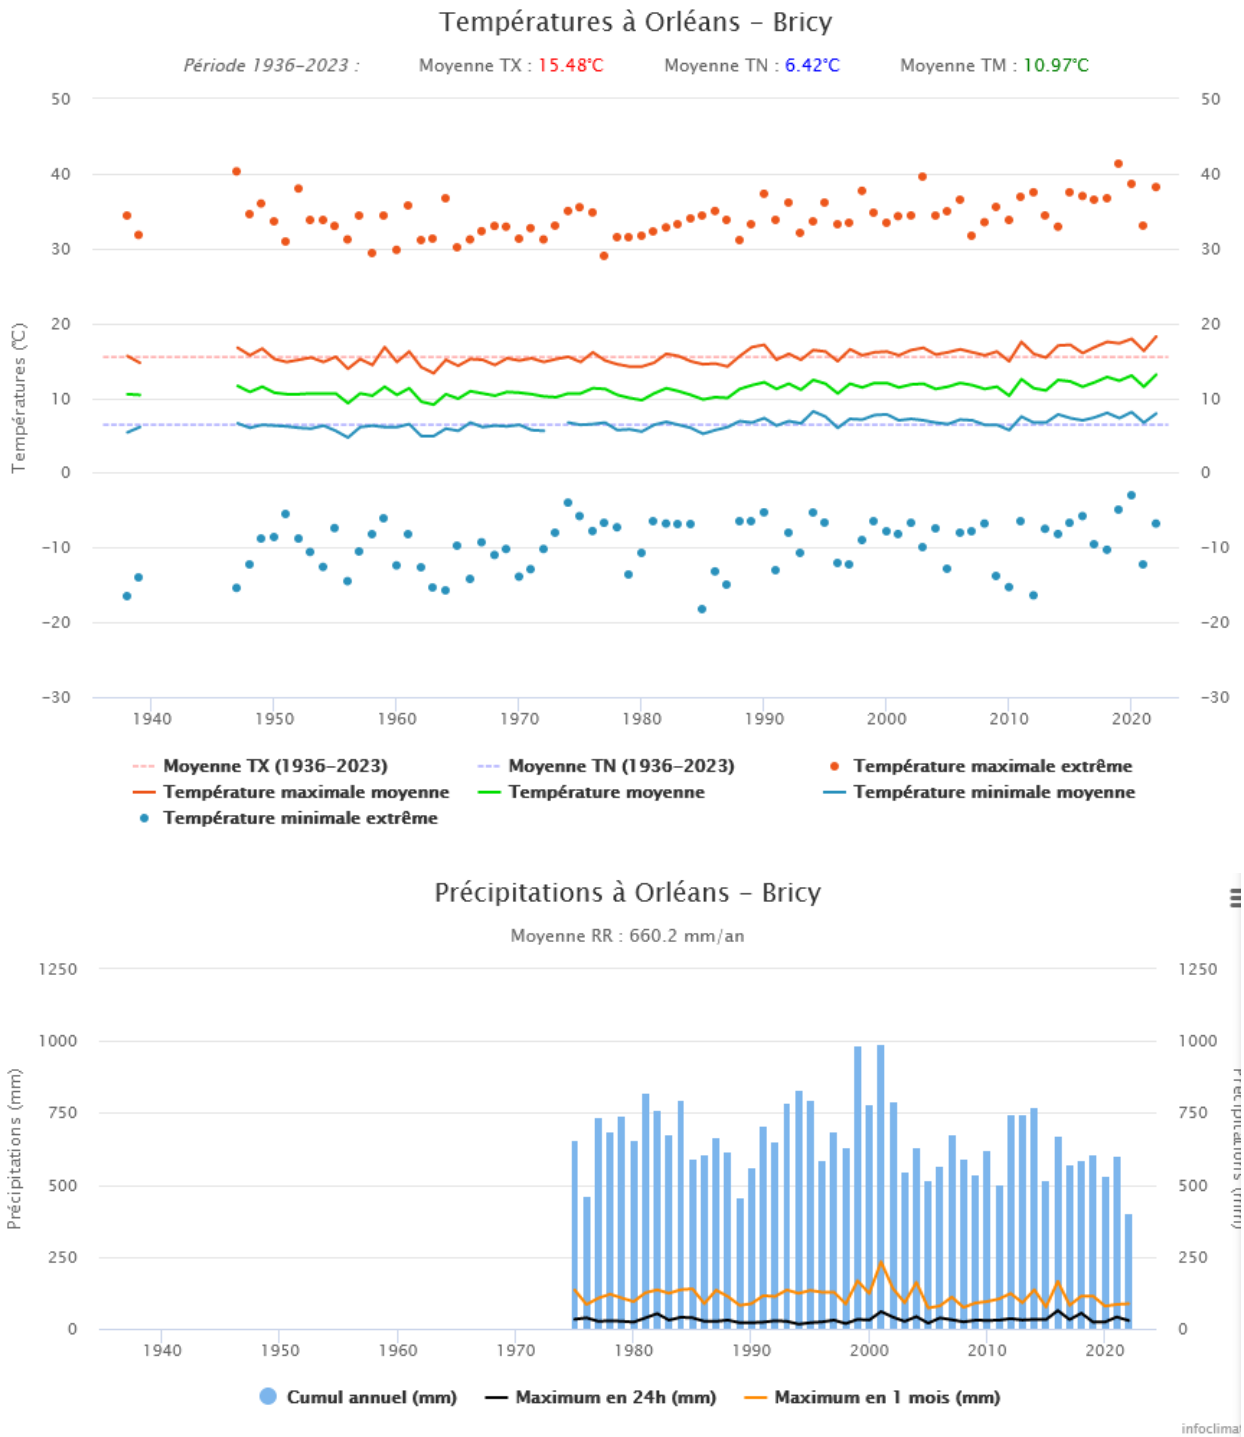 Températures à Orléans – Bricy
Période 1936–2023 : Moyenne TX : 15.48°C Moyenne TN : 6.42°C Moyenne TM : 10.97°C
50 50
40 40
30 30
20 20
10 10
0 0
–10 –10
–20 –20
–30 –30
Températures (°C)
1940 1950 1960 1970 1980 1990 2000 2010 2020
Moyenne TX (1936–2023) Moyenne TN (1936–2023) Température maximale extrême
Température maximale moyenne Température moyenne Température minimale moyenne
Température minimale extrême
Précipitations à Orléans – Bricy
Moyenne RR : 660.2 mm/an
1250 1250
1000 1000
750 750
500 500
250 250
0 0
Précipitations (mm)
Précipitations (mm)
1940 1950 1960 1970 1980 1990 2000 2010 2020
Cumul annuel (mm) Maximum en 24h (mm) Maximum en 1 mois (mm)
infoclimat